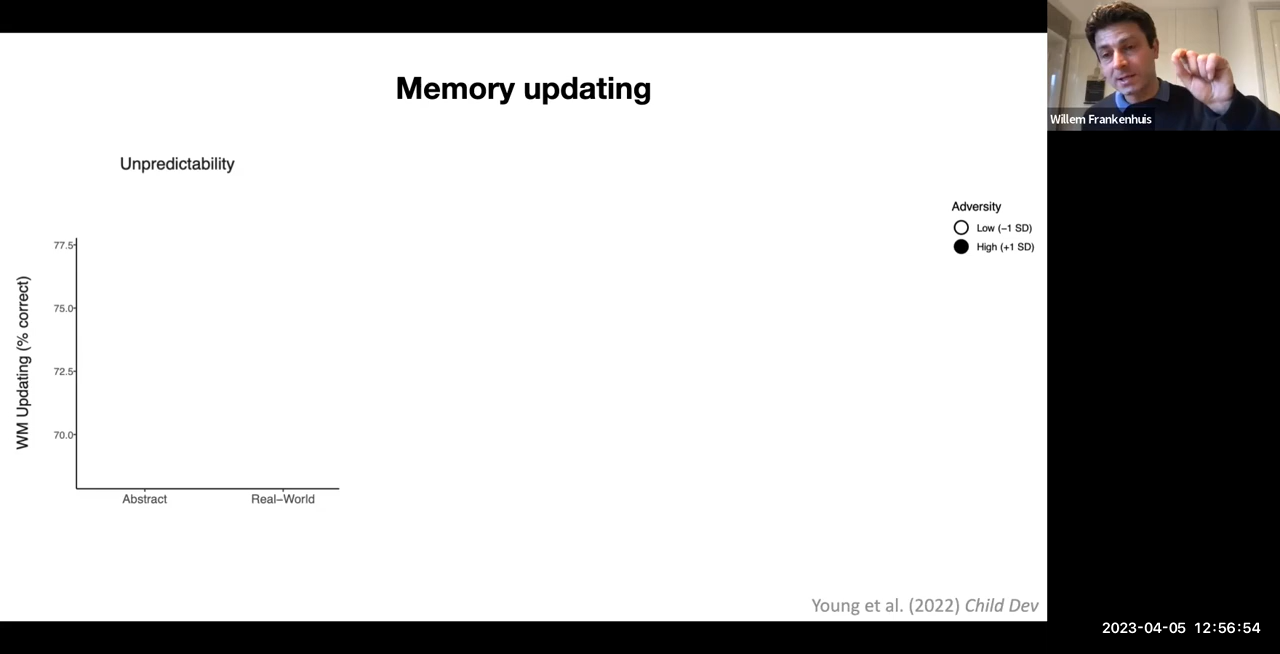 Memory updating
Willem Frankenhuis
Unpredictability
Adversity
Low (−1 SD)
High (+1 SD)
WM Updating (% correct)
77.5
75.0
72.5
70.0
Abstract
Real−World
Young et al. (2022) Child Dev
2023-04-05 12:56:54